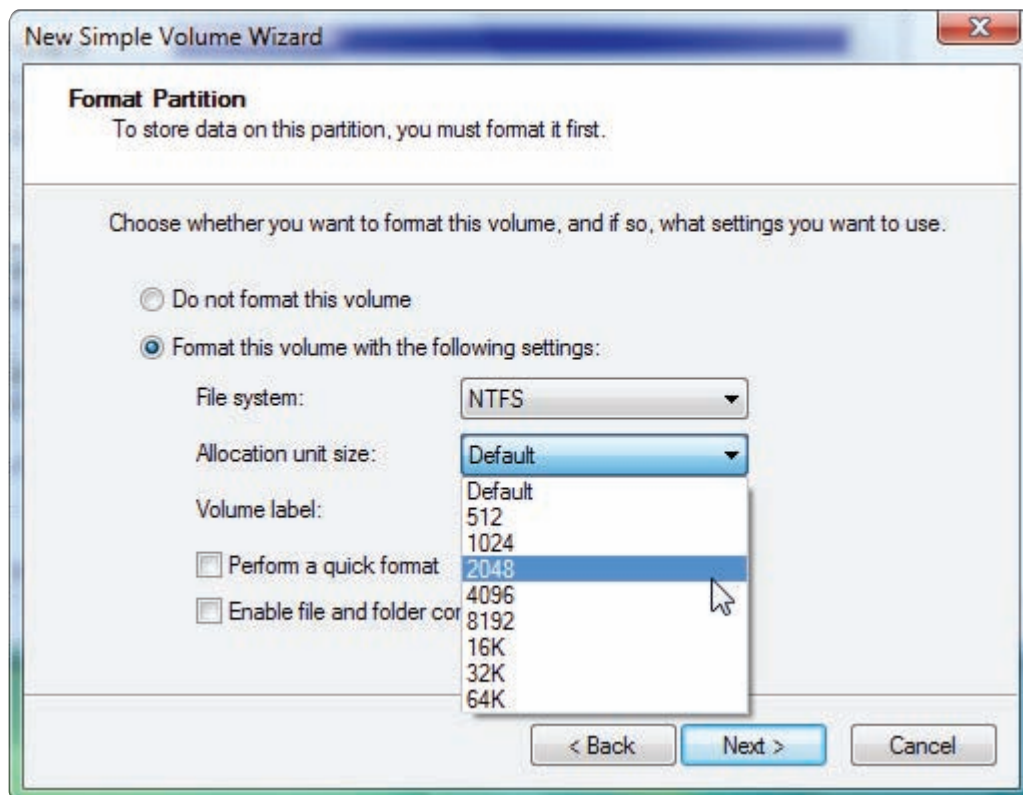 New Simple Volume Wizard
Format Partition
To store data on this partition, you must format it first.
Choose whether you want to format this volume, and if so, what settings you want to use.
Do not format this volume
Format this volume with the following settings:
File system: NTFS
Allocation unit size: Default
Default
Volume label:
512
1024
Perform a quick format
2048
4096
Enable file and folder
8192
16K
32K
64K
< Back Next > Cancel